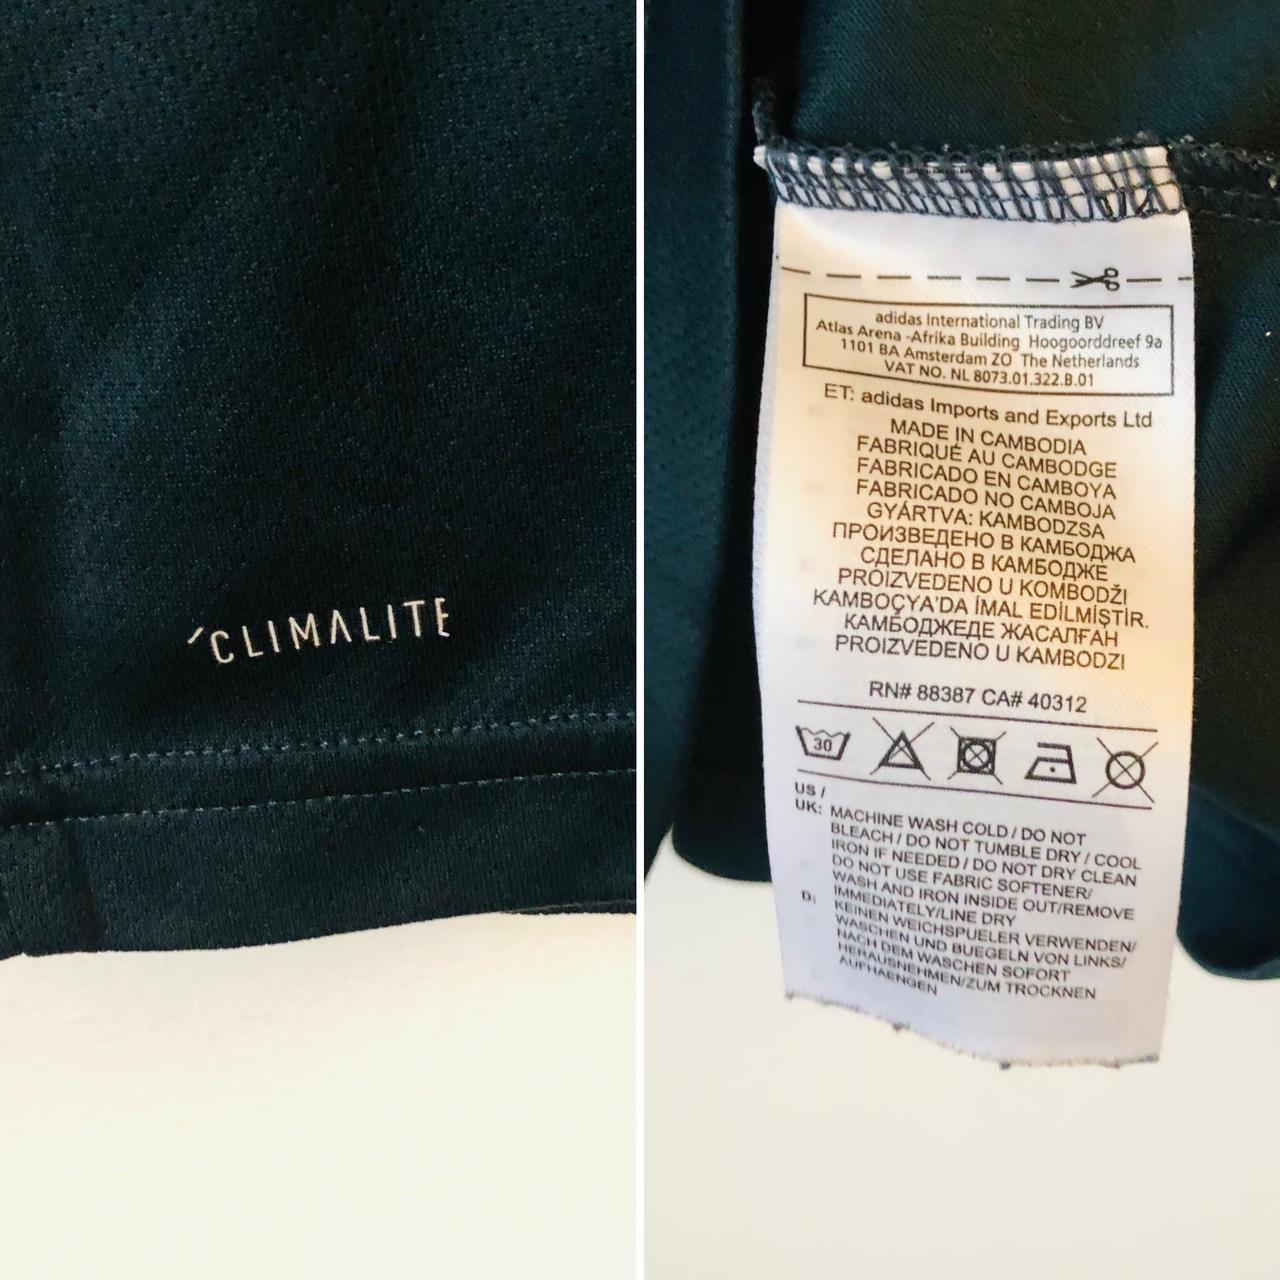 ´CLIMALITE
adidas International Trading BV
Atlas Arena -Afrika Building Hoogoorddreef 9a
1101 BA Amsterdam ZO The Netherlands
VAT NO. NL 8073.01.322.B.01
ET: adidas Imports and Exports Ltd
MADE IN CAMBODIA
FABRIQUÉ AU CAMBODGE
FABRICADO EN CAMBOYA
FABRICADO NO CAMBOJA
GYÁRTVA: KAMBODZSA
ПРОИЗВЕДЕНО В КАМБОДЖА
СДЕЛАНО В КАМБОДЖЕ
PROIZVEDENO U KOMBODŽI
KAMBOÇYA'DA İMAL EDİLMİŞTİR.
КАМБОДЖЕДЕ ЖАСАЛҒАН
PROIZVEDENO U KAMBODZI
RN# 88387 CA# 40312
30
US /
UK: MACHINE WASH COLD / DO NOT
BLEACH / DO NOT TUMBLE DRY / COOL
IRON IF NEEDED / DO NOT DRY CLEAN
DO NOT USE FABRIC SOFTENER/
WASH AND IRON INSIDE OUT/REMOVE
IMMEDIATELY/LINE DRY
D: KEINEN WEICHSPUELER VERWENDEN/
WASCHEN UND BUEGELN VON LINKS/
NACH DEM WASCHEN SOFORT
HERAUSNEHMEN/ZUM TROCKNEN
AUFHAENGEN